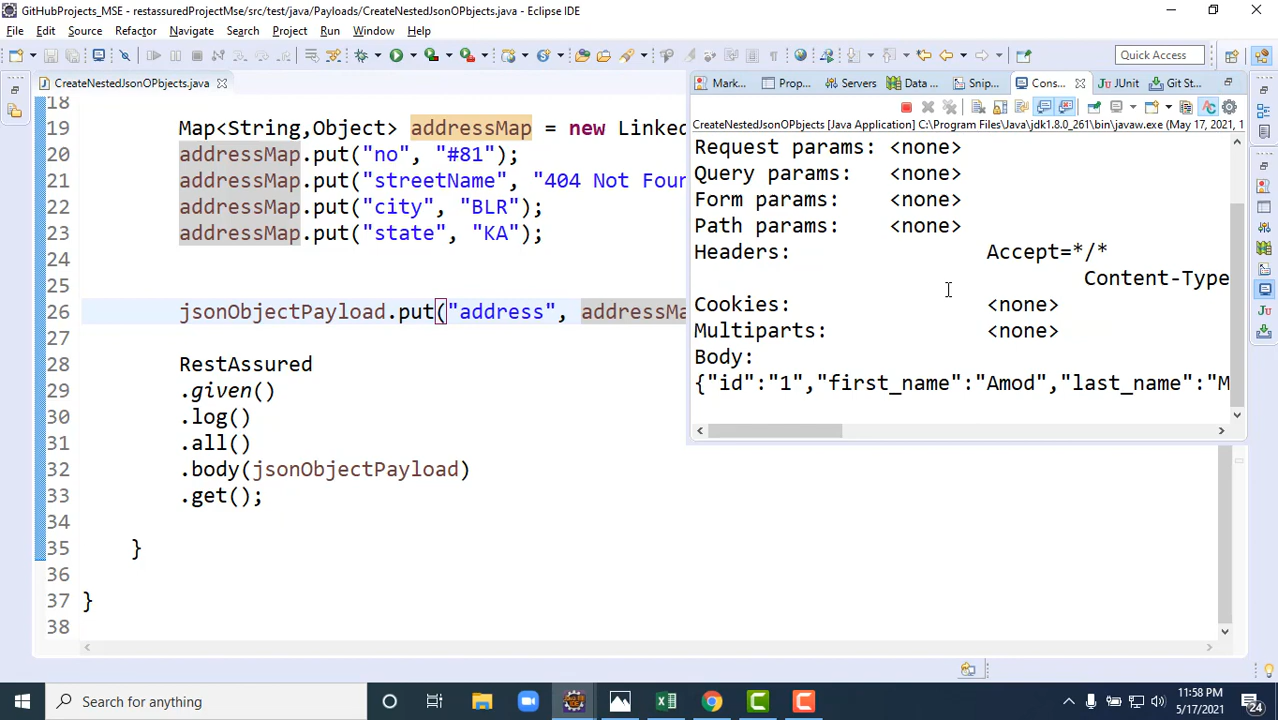 GitHubProjects_MSE - restassuredProjectMse/src/test/java/Payloads/CreateNestedJsonOPbjects.java - Eclipse IDE
File Edit Source Refactor Navigate Search Project Run Window Help
Quick Access
CreateNestedJsonOPbjects.java
Mark... Prop... Servers Data ... Snip... Cons... JUnit Git St...
CreateNestedJsonOPbjects [Java Application] C:\Program Files\Java\jdk1.8.0_261\bin\javaw.exe (May 17, 2021, 1
18
19 Map<String,Object> addressMap = new Linked
20 addressMap.put("no", "#81");
21 addressMap.put("streetName", "404 Not Foun
22 addressMap.put("city", "BLR");
23 addressMap.put("state", "KA");
24
25
26 jsonObjectPayload.put("address", addressMa
27
28 RestAssured
29 .given()
30 .log()
31 .all()
32 .body(jsonObjectPayload)
33 .get();
34
35 }
36
37 }
38
Request params: <none>
Query params: <none>
Form params: <none>
Path params: <none>
Headers: Accept=*/*
Content-Type
Cookies: <none>
Multiparts: <none>
Body:
{"id":"1","first_name":"Amod","last_name":"M
Search for anything
11:58 PM
5/17/2021
24